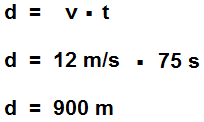 d = v ▪ t
d = 12 m/s ▪ 75 s
d = 900 m